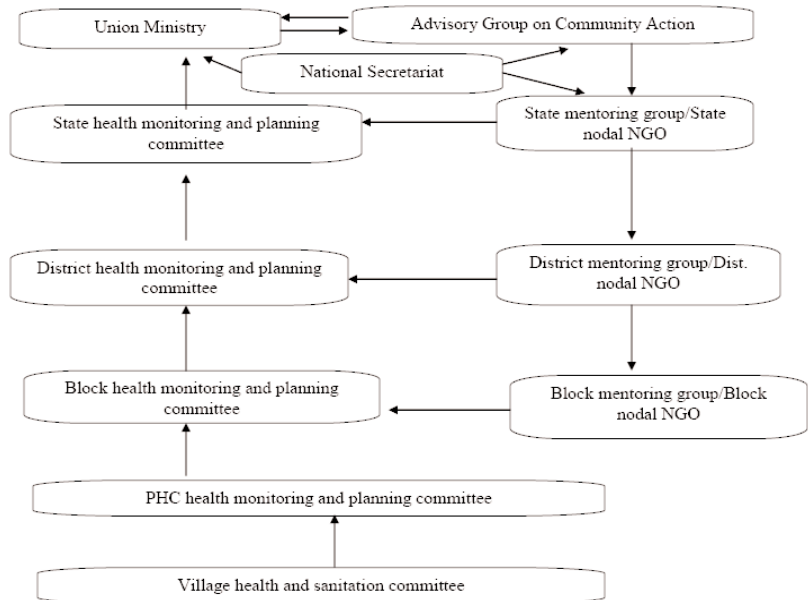 Union Ministry
Advisory Group on Community Action
National Secretariat
State health monitoring and planning
committee
State mentoring group/State
nodal NGO
District health monitoring and planning
committee
District mentoring group/Dist.
nodal NGO
Block health monitoring and planning
committee
Block mentoring group/Block
nodal NGO
PHC health monitoring and planning committee
Village health and sanitation committee